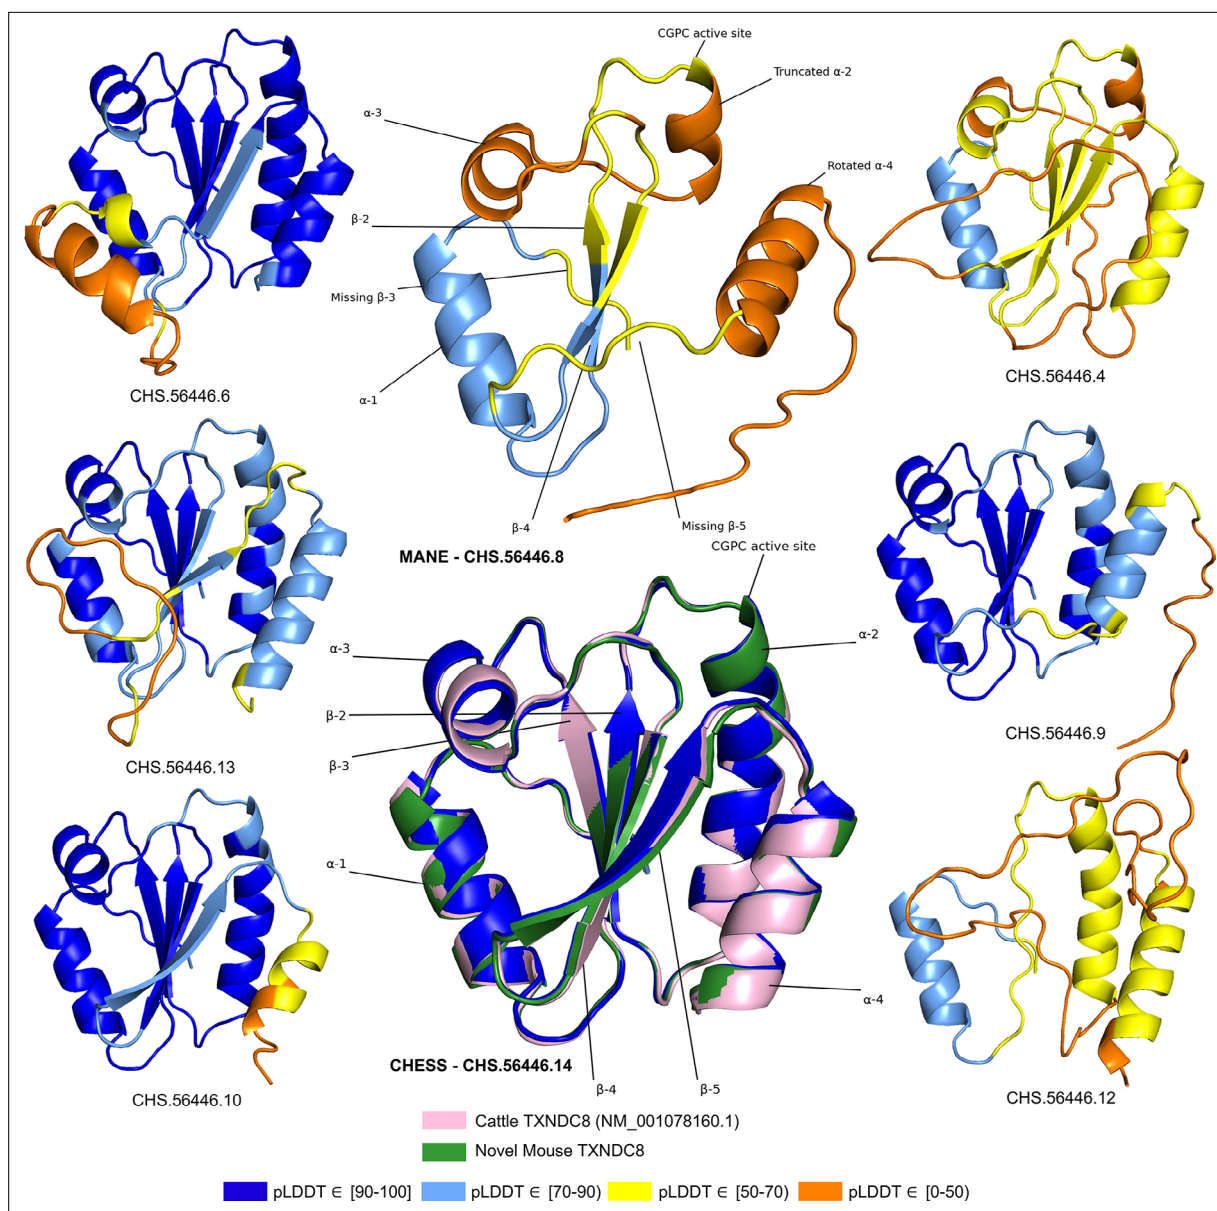 CGPC active site
Truncated α-2
α-3
Rotated α-4
β-2
Missing β-3
α-1
β-4
Missing β-5
MANE - CHS.56446.8
CHS.56446.6
CHS.56446.4
CGPC active site
α-3
α-2
β-2
β-3
α-1
α-4
CHESS - CHS.56446.14
β-4
β-5
CHS.56446.13
CHS.56446.9
CHS.56446.10
CHS.56446.12
Cattle TXNDC8 (NM_001078160.1)
Novel Mouse TXNDC8
pLDDT ∈ [90-100]
pLDDT ∈ [70-90)
pLDDT ∈ [50-70)
pLDDT ∈ [0-50)